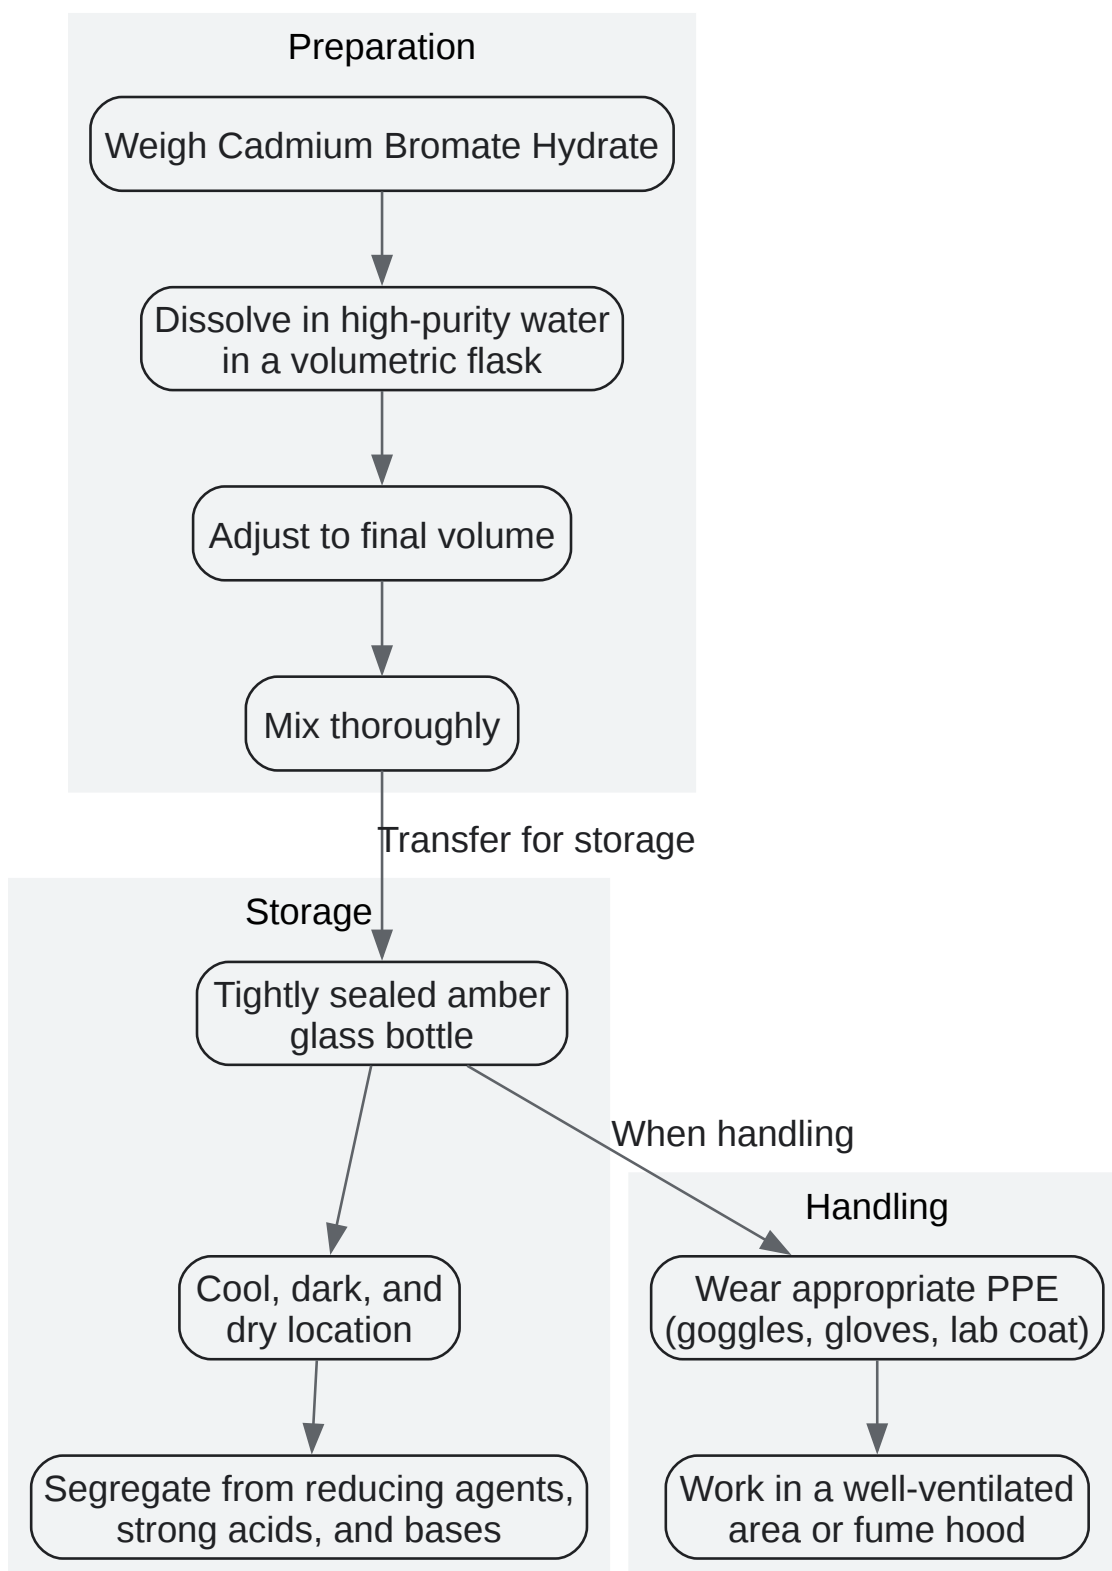 Preparation
Weigh Cadmium Bromate Hydrate
Dissolve in high-purity water
in a volumetric flask
Adjust to final volume
Mix thoroughly
Transfer for storage
Storage
Tightly sealed amber
glass bottle
When handling
Handling
Cool, dark, and
dry location
Wear appropriate PPE
(goggles, gloves, lab coat)
Segregate from reducing agents,
strong acids, and bases
Work in a well-ventilated
area or fume hood